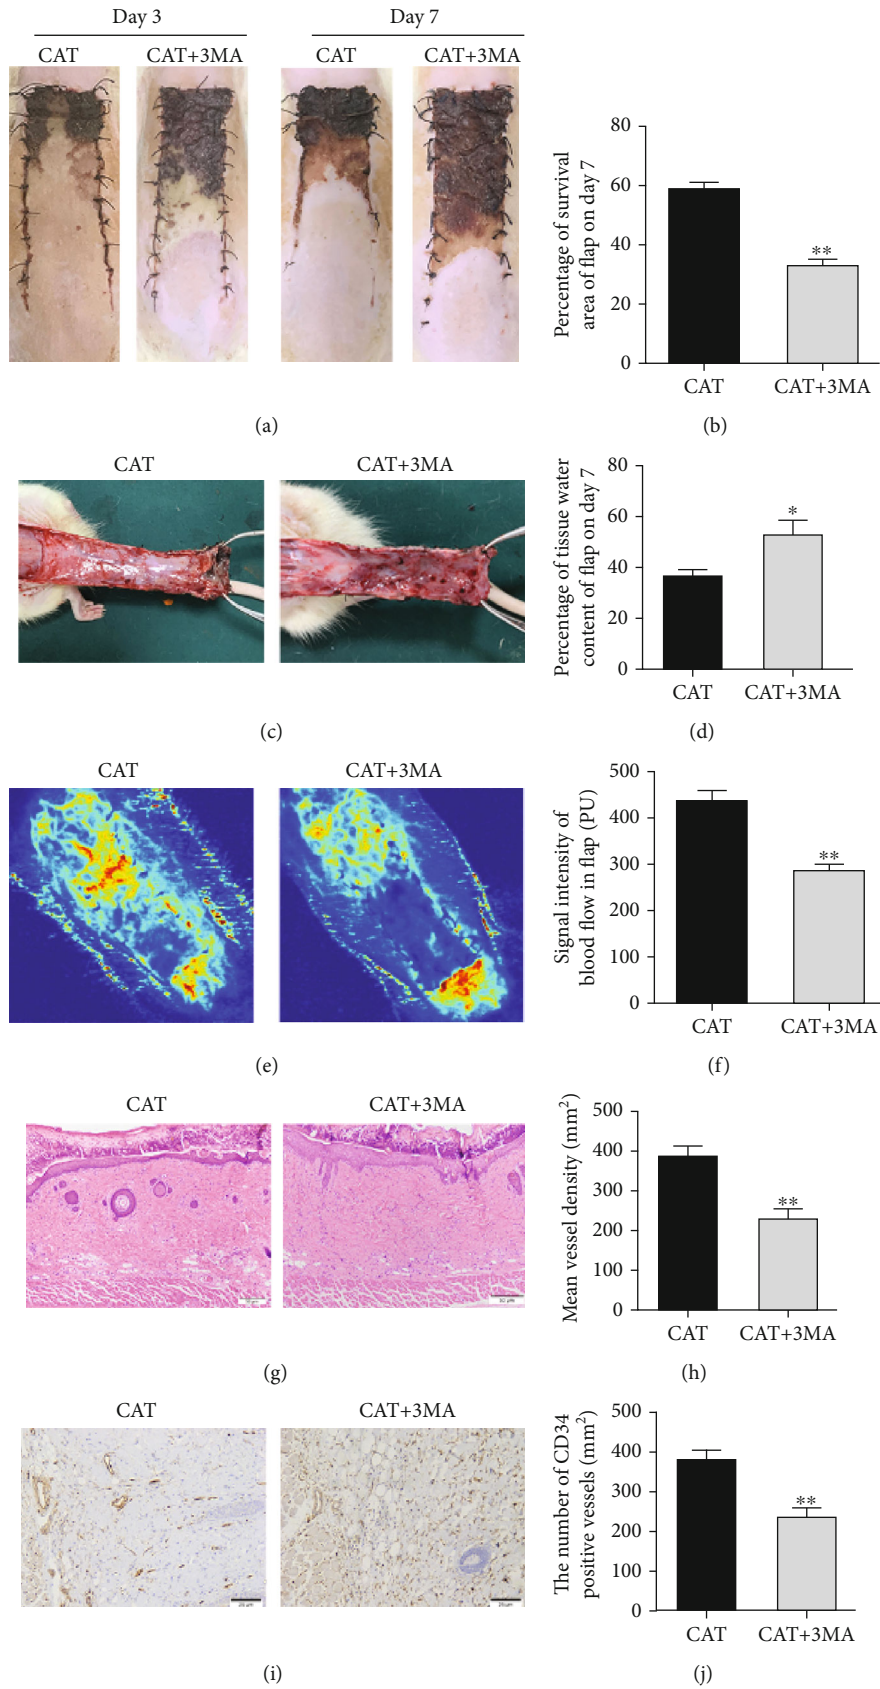 Day 3
Day 7
CAT
CAT+3MA
CAT
CAT+3MA
(a)
Percentage of survival
area of flap on day 7
80
60
40
20
0
**
CAT
CAT+3MA
(b)
CAT
CAT+3MA
(c)
Percentage of tissue water
content of flap on day 7
80
60
40
20
0
*
CAT
CAT+3MA
(d)
CAT
CAT+3MA
(e)
Signal intensity of
blood flow in flap (PU)
500
400
300
200
100
0
**
CAT
CAT+3MA
(f)
CAT
CAT+3MA
(g)
Mean vessel density (mm²)
500
400
300
200
100
0
**
CAT
CAT+3MA
(h)
CAT
CAT+3MA
(i)
The number of CD34
positive vessels (mm²)
500
400
300
200
100
0
**
CAT
CAT+3MA
(j)